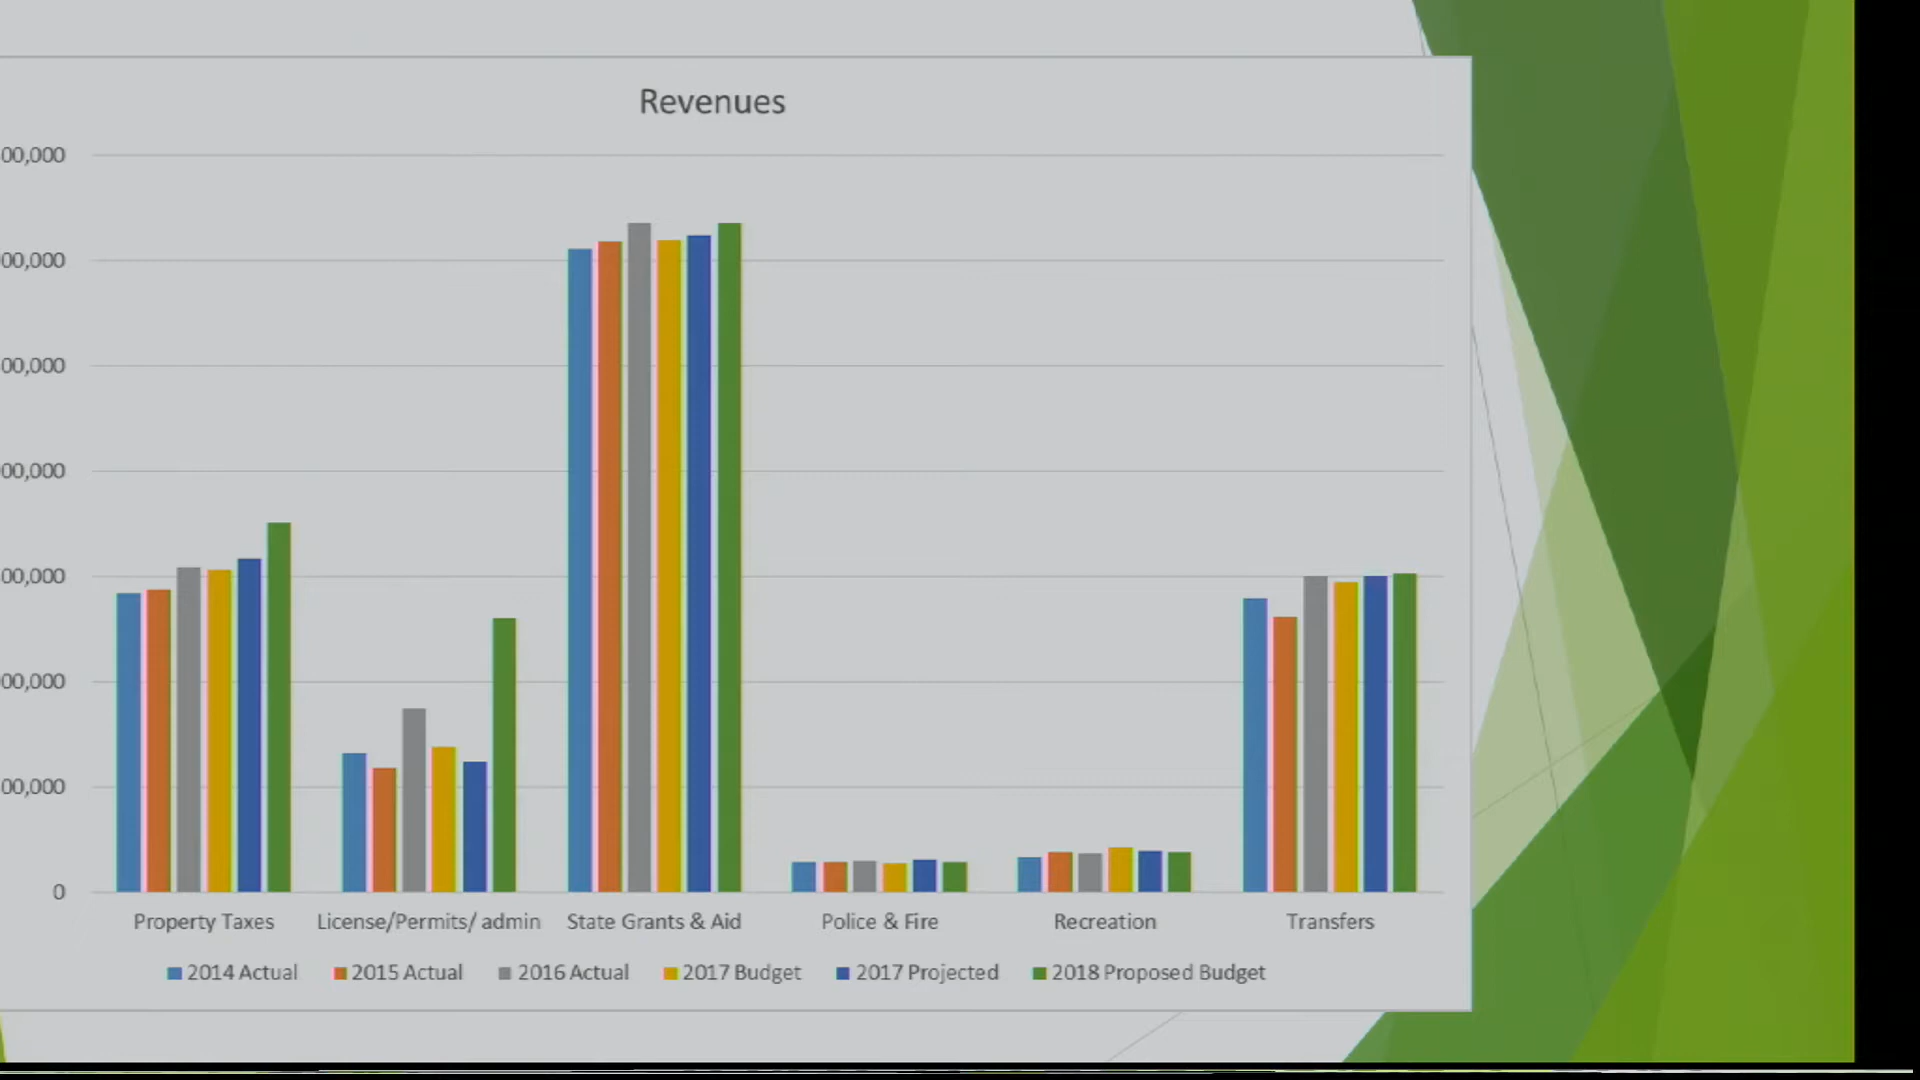 Revenues
00,000
00,000
00,000
00,000
00,000
00,000
00,000
0
Property Taxes License/Permits/ admin State Grants & Aid Police & Fire Recreation Transfers
2014 Actual 2015 Actual 2016 Actual 2017 Budget 2017 Projected 2018 Proposed Budget